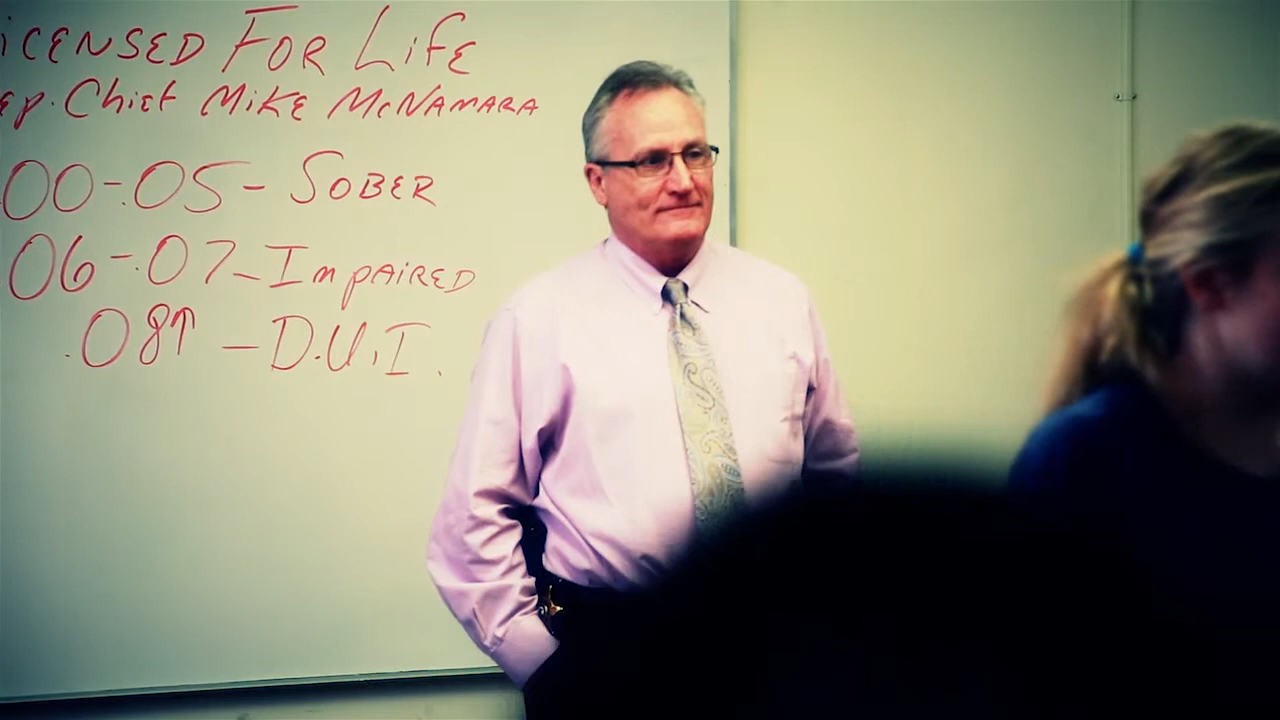 icensed For Life
ep. Chief Mike McNamara
00-.05- Sober
06-.07- Impaired
.08↑ - D.U.I.